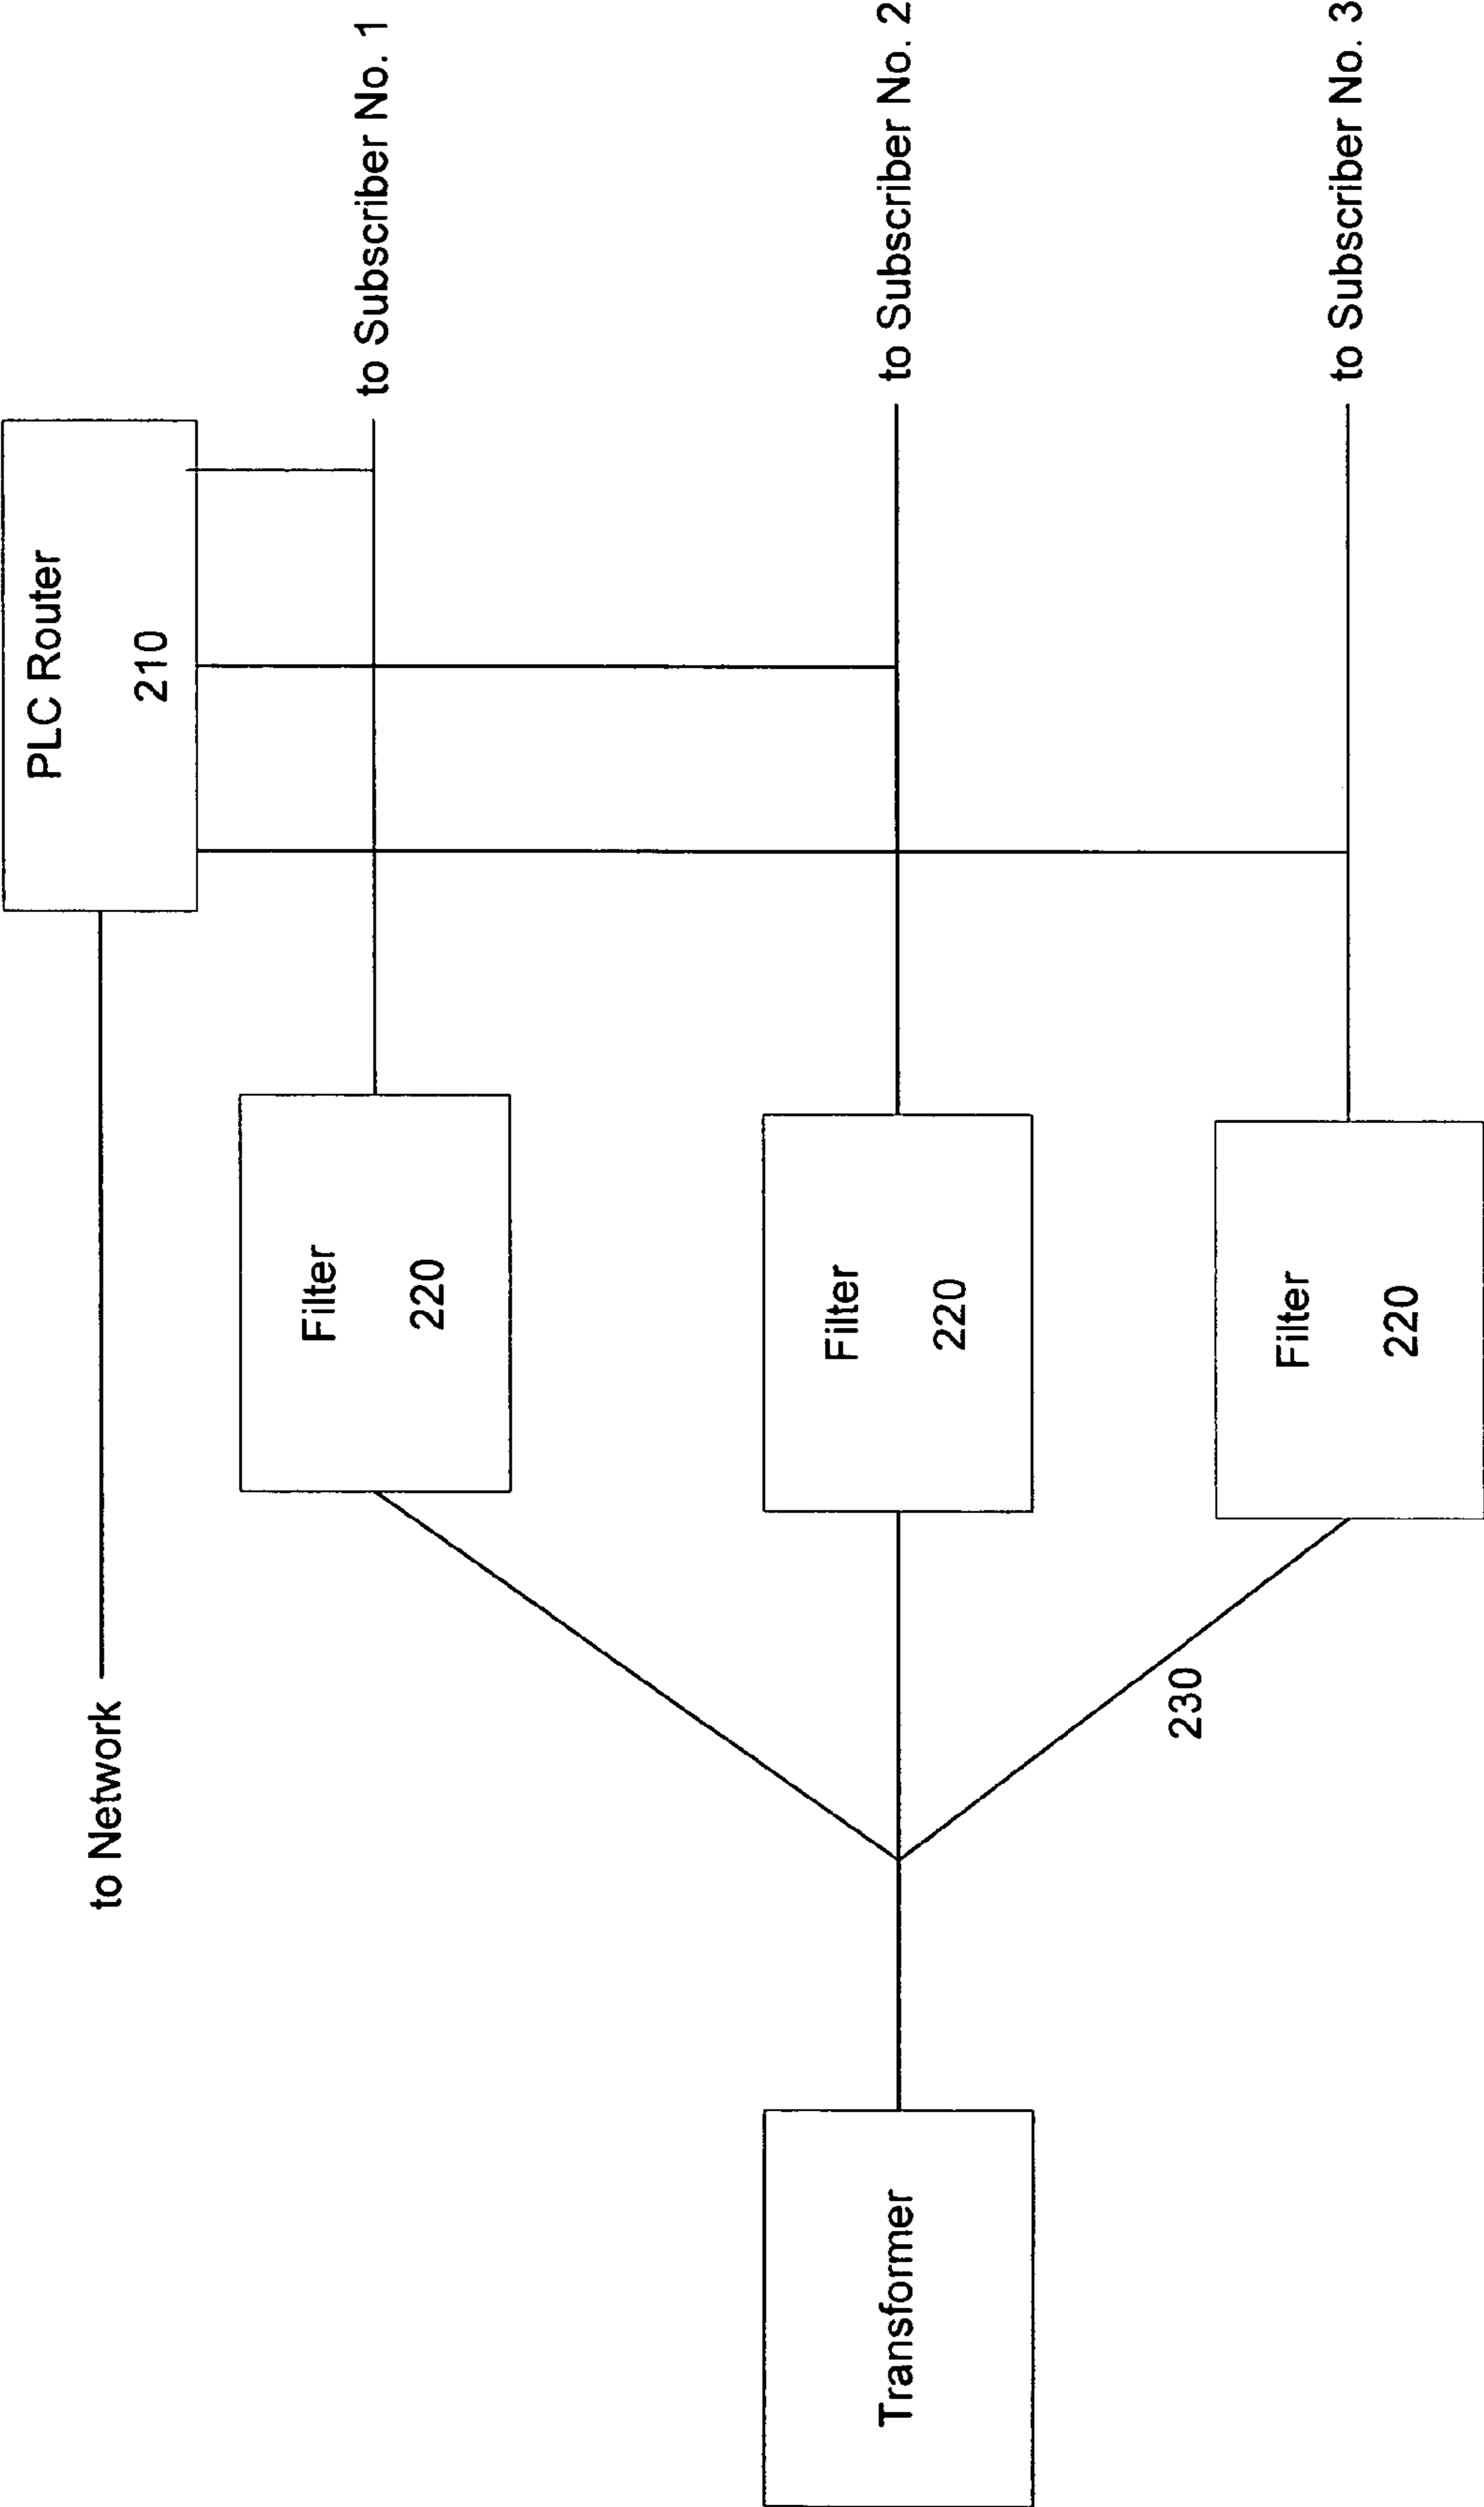 PLC Router
210
to Network
to Subscriber No. 1
Filter
220
to Subscriber No. 2
Filter
220
Transformer
230
to Subscriber No. 3
Filter
220